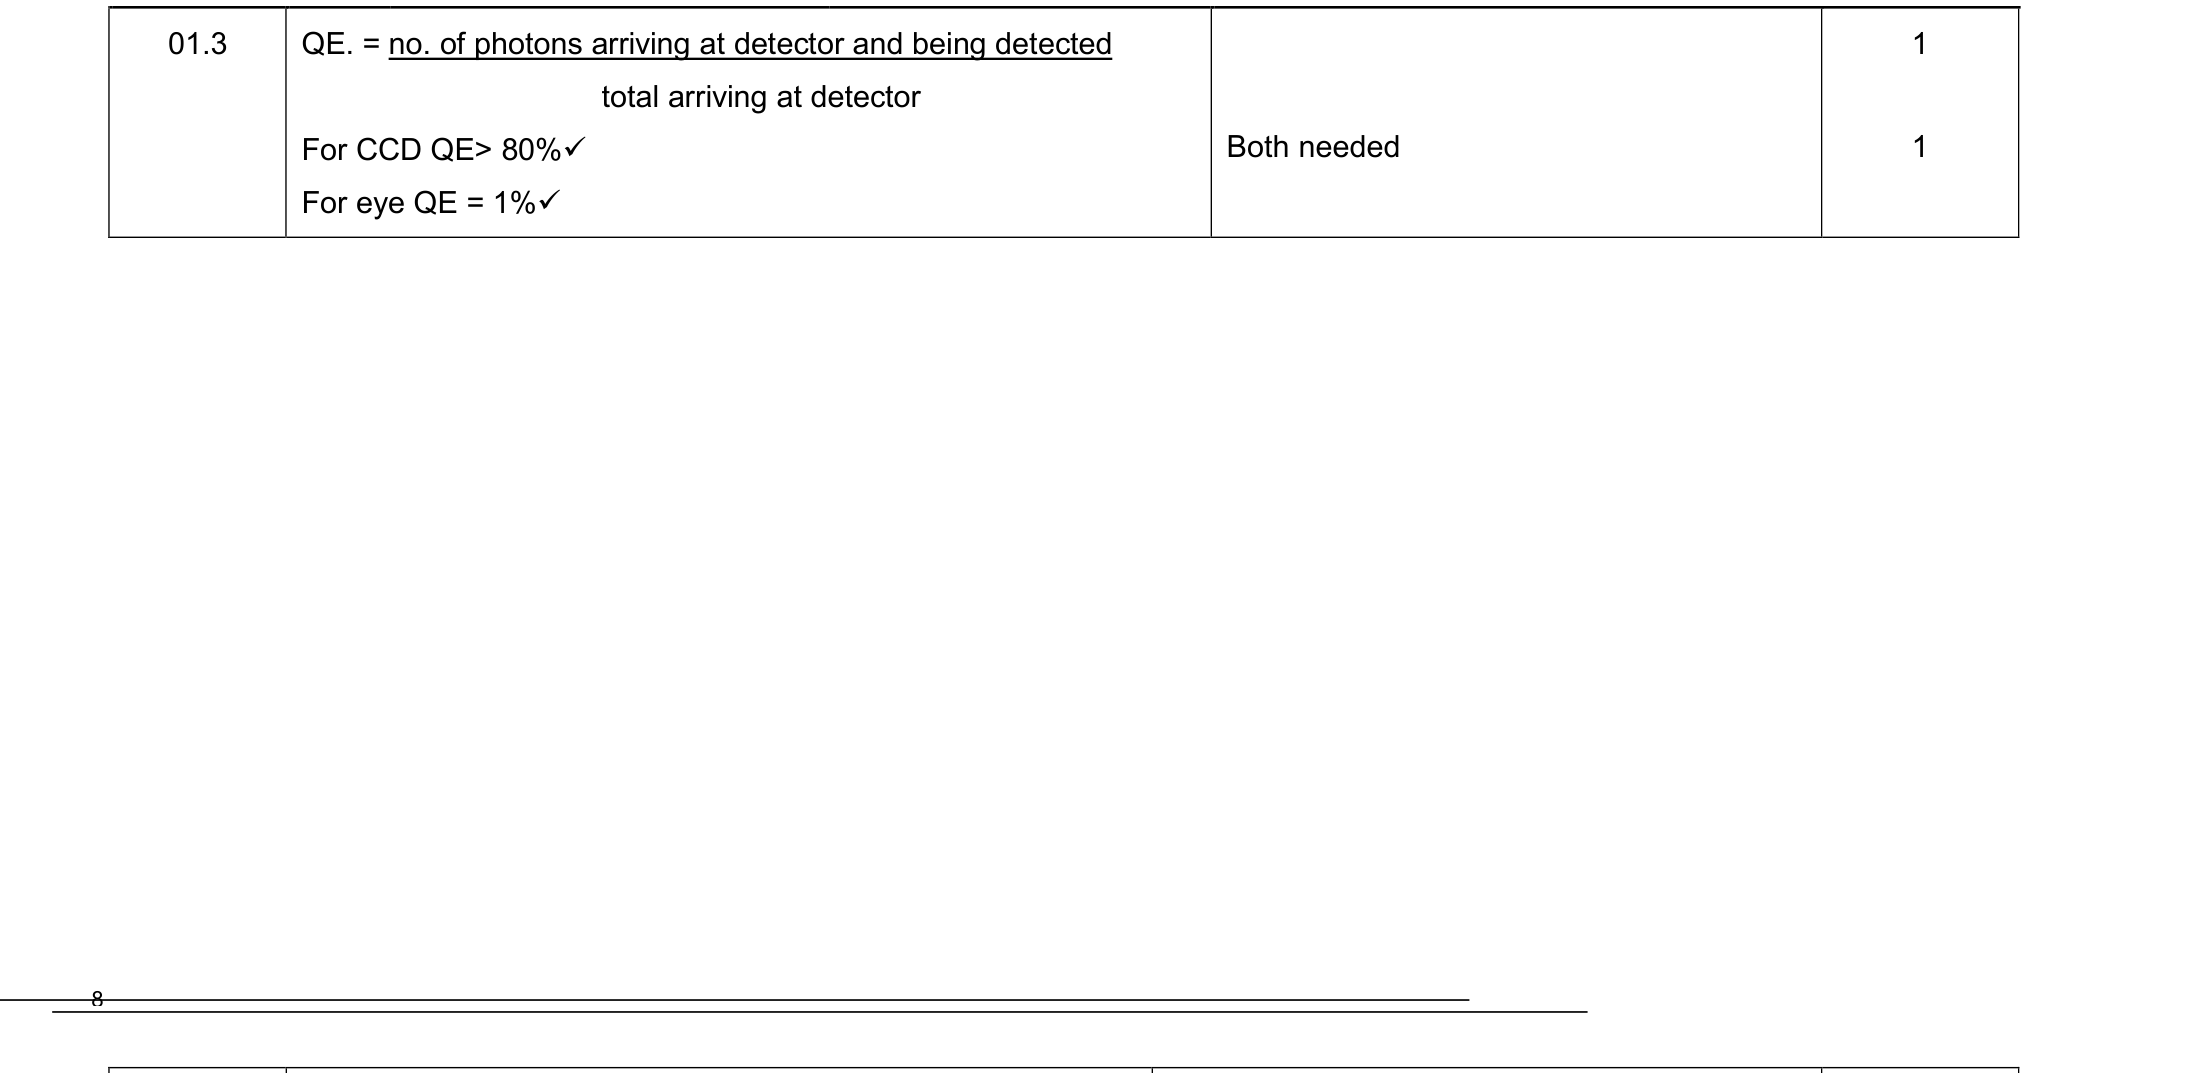 01.3 QE. = no. of photons arriving at detector and being detected 1
total arriving at detector
For CCD QE> 80%✓ Both needed 1
For eye QE = 1%✓
8